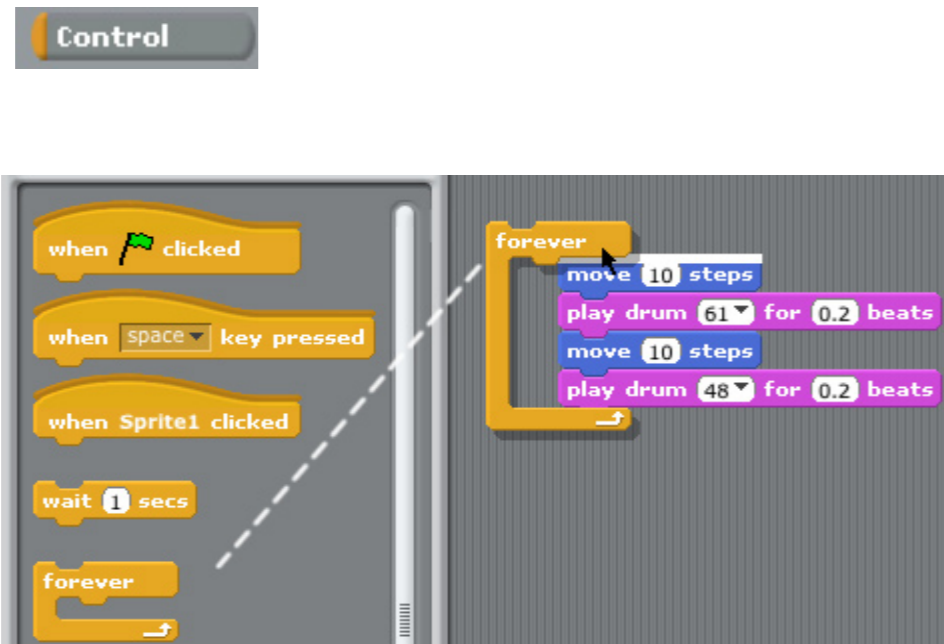 Control
when clicked
when space key pressed
when Sprite1 clicked
wait 1 secs
forever
forever
move 10 steps
play drum 61 for 0.2 beats
move 10 steps
play drum 48 for 0.2 beats